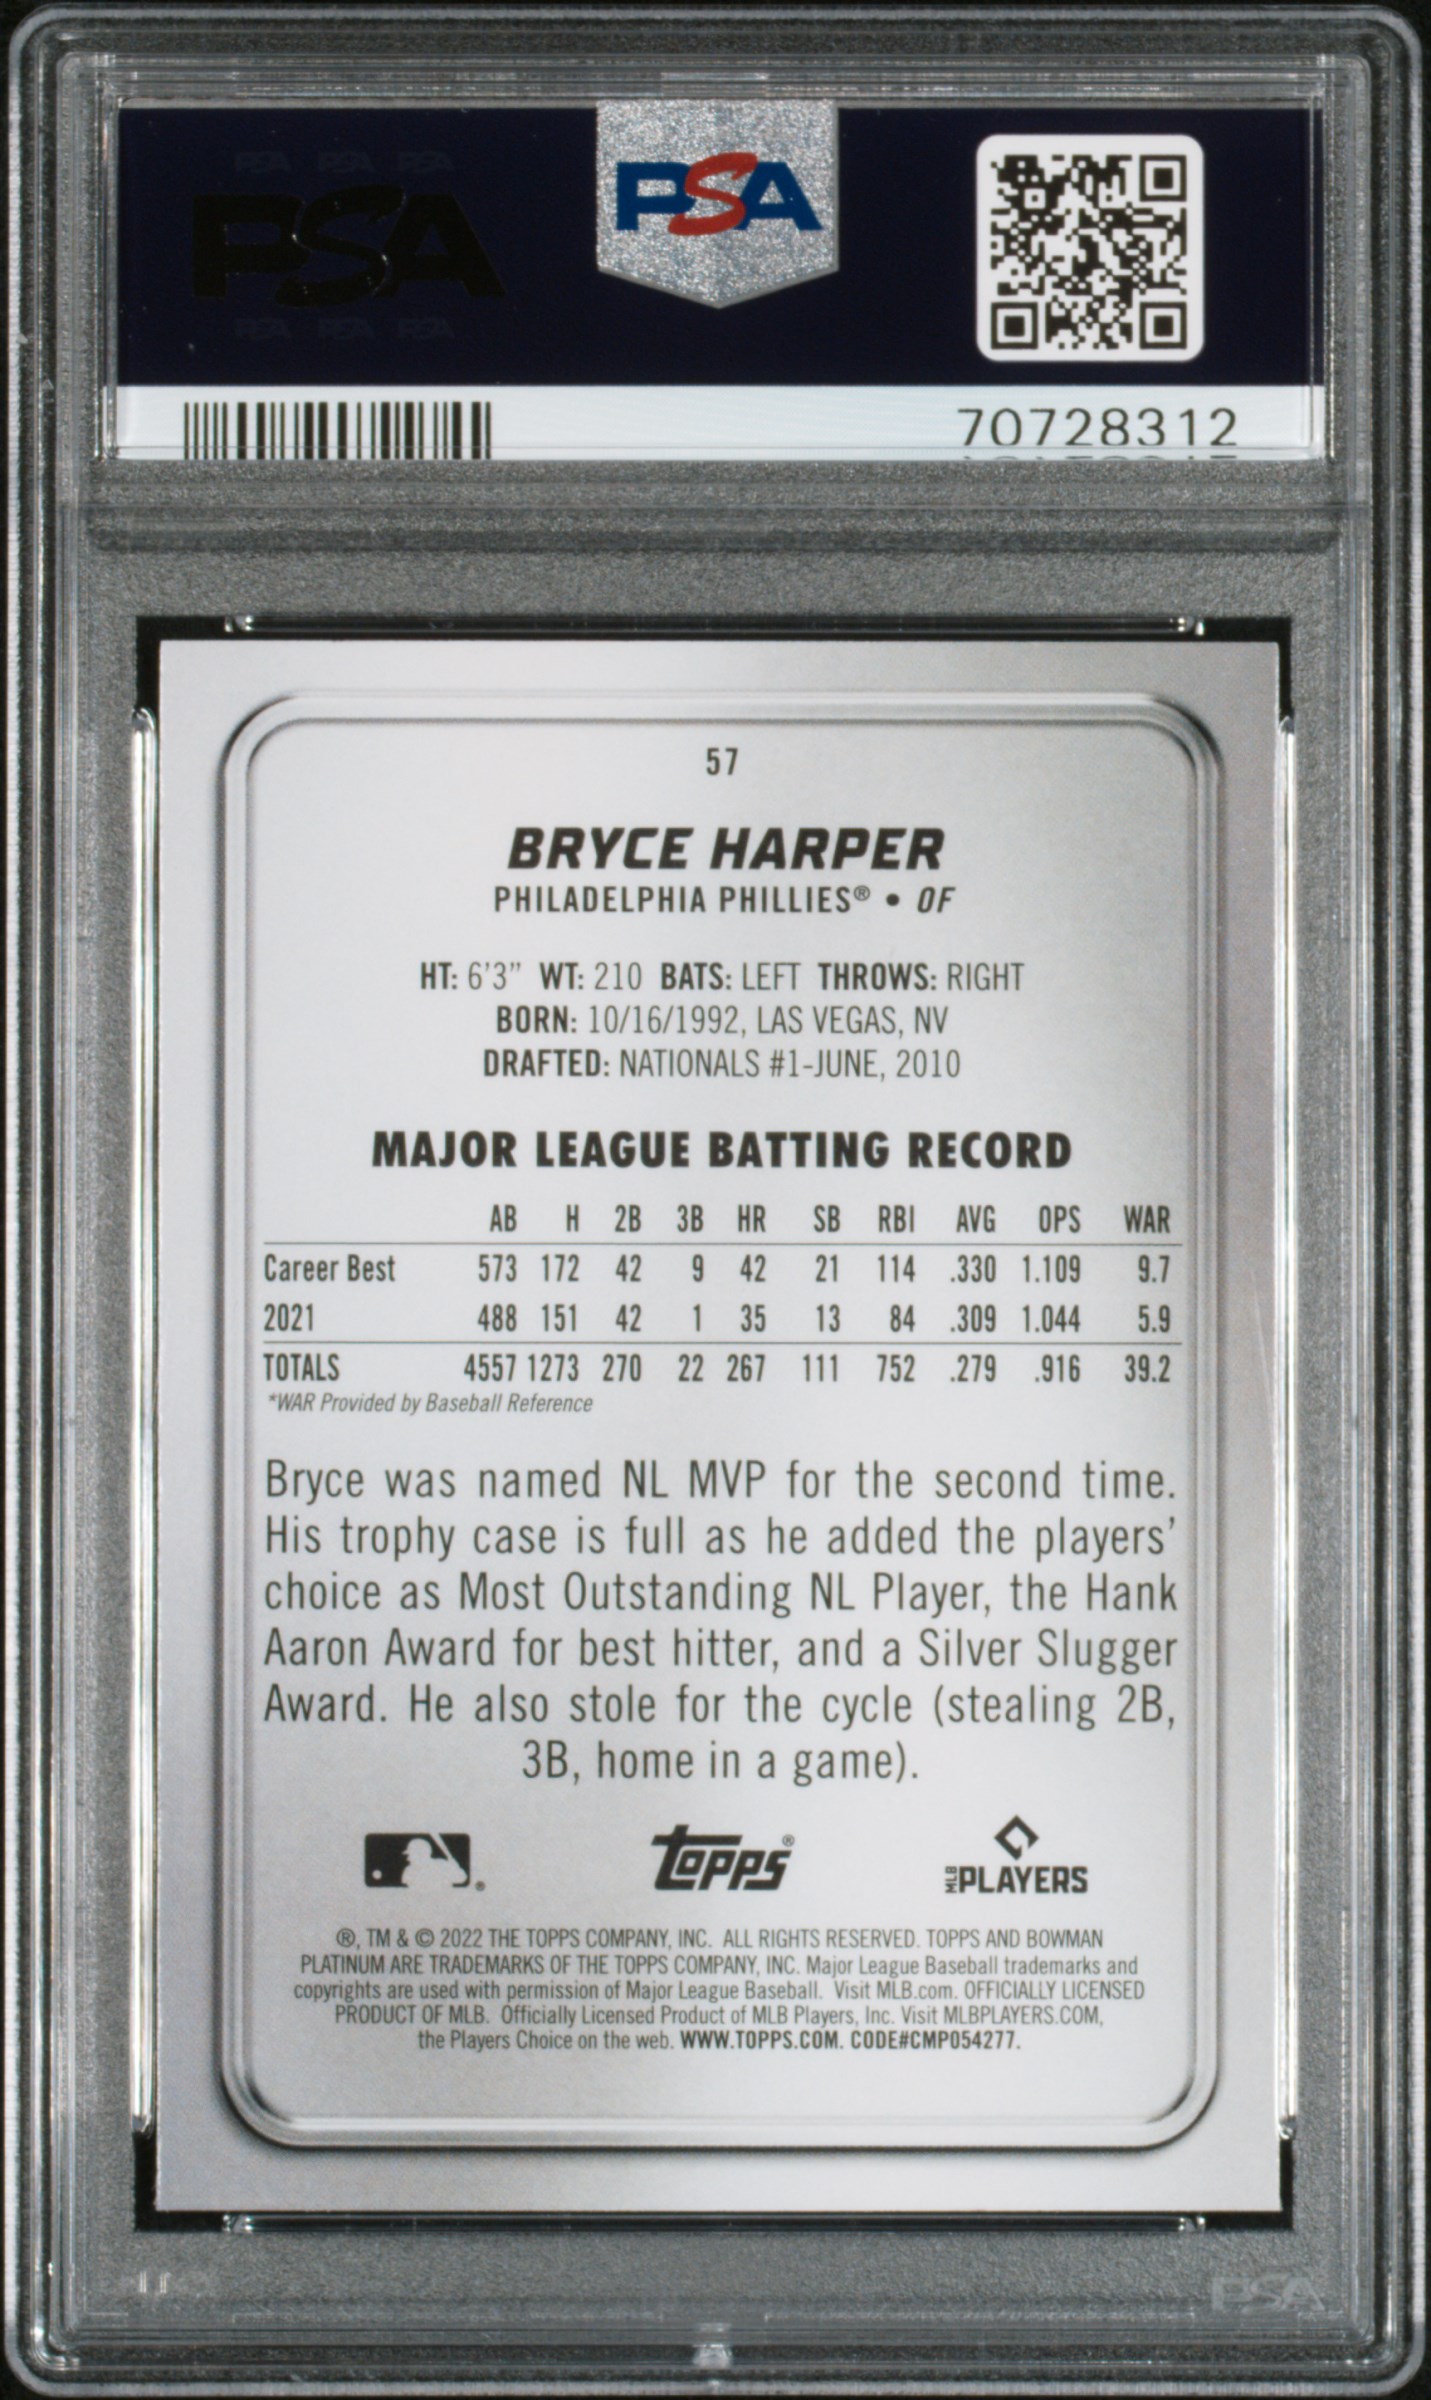 PSA PSA PSA
PSA
PSA
PSA PSA PSA
70728312
57
BRYCE HARPER
PHILADELPHIA PHILLIES® • OF
HT: 6'3” WT: 210 BATS: LEFT THROWS: RIGHT
BORN: 10/16/1992, LAS VEGAS, NV
DRAFTED: NATIONALS #1-JUNE, 2010
MAJOR LEAGUE BATTING RECORD
AB H 2B 3B HR SB RBI AVG OPS WAR
Career Best 573 172 42 9 42 21 114 .330 1.109 9.7
2021 488 151 42 1 35 13 84 .309 1.044 5.9
TOTALS 4557 1273 270 22 267 111 752 .279 .916 39.2
*WAR Provided by Baseball Reference
Bryce was named NL MVP for the second time.
His trophy case is full as he added the players’
choice as Most Outstanding NL Player, the Hank
Aaron Award for best hitter, and a Silver Slugger
Award. He also stole for the cycle (stealing 2B,
3B, home in a game).
® topps® MLB PLAYERS
®, TM & © 2022 THE TOPPS COMPANY, INC. ALL RIGHTS RESERVED. TOPPS AND BOWMAN
PLATINUM ARE TRADEMARKS OF THE TOPPS COMPANY, INC. Major League Baseball trademarks and
copyrights are used with permission of Major League Baseball. Visit MLB.com. OFFICIALLY LICENSED
PRODUCT OF MLB. Officially Licensed Product of MLB Players, Inc. Visit MLBPLAYERS.COM,
the Players Choice on the web. WWW.TOPPS.COM. CODE#CMP054277.
PSA